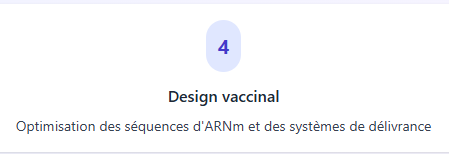 4
Design vaccinal
Optimisation des séquences d'ARNm et des systèmes de délivrance